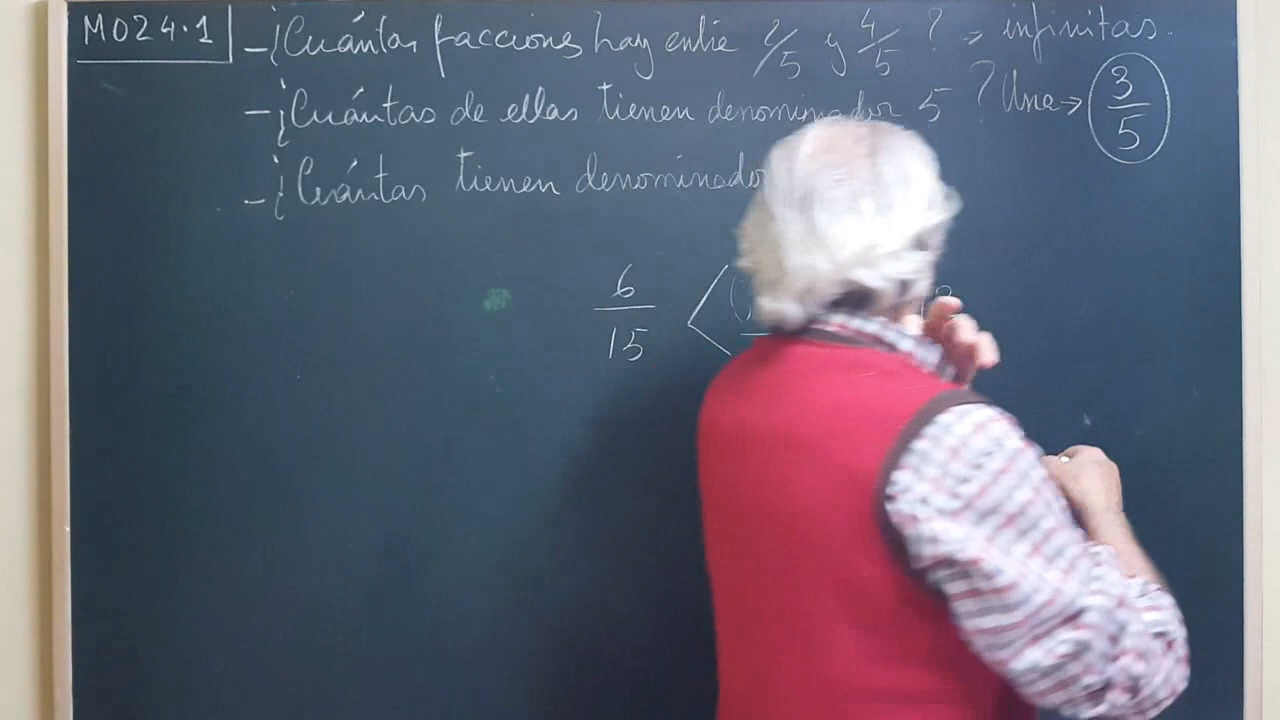 M024.1
-¿Cuántas facciones hay entre 2/5 y 4/5 ? → infinitas.
-¿Cuántas de ellas tienen denominador 5 ? Una → 3/5
-¿Cuántas tienen denominador
6/15 <